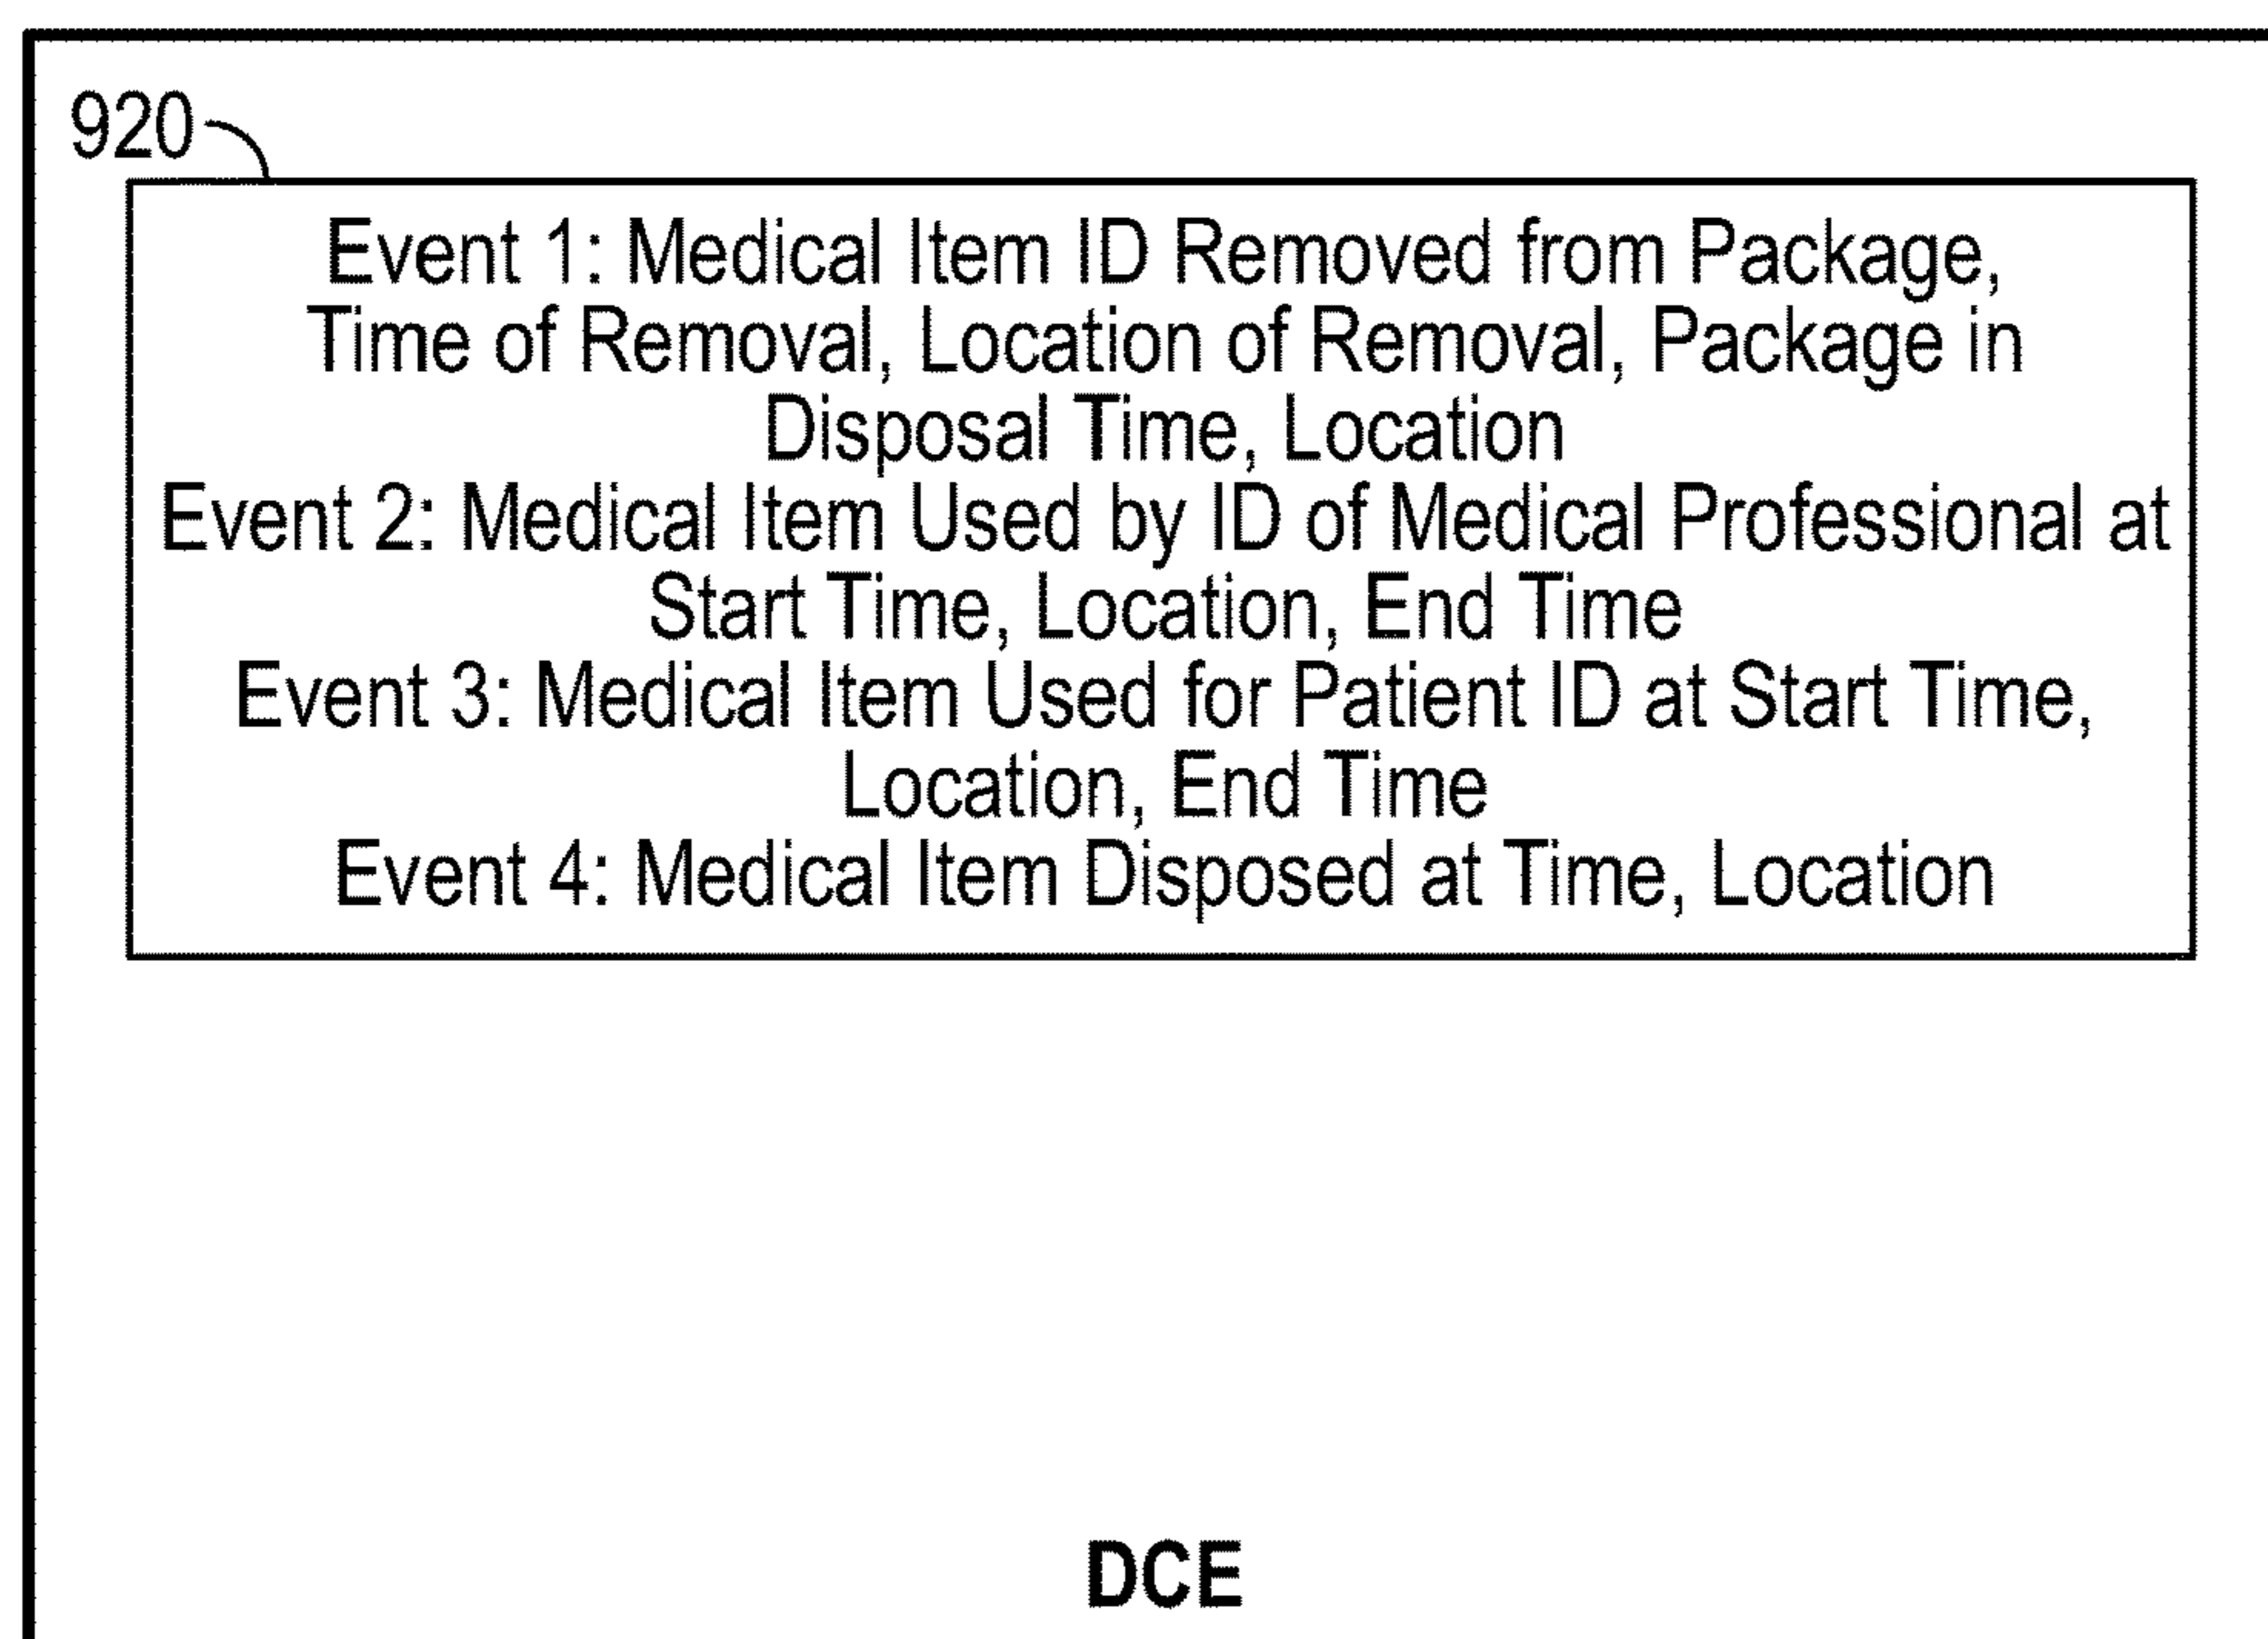 920
Event 1: Medical Item ID Removed from Package,
Time of Removal, Location of Removal, Package in
Disposal Time, Location
Event 2: Medical Item Used by ID of Medical Professional at
Start Time, Location, End Time
Event 3: Medical Item Used for Patient ID at Start Time,
Location, End Time
Event 4: Medical Item Disposed at Time, Location
DCE